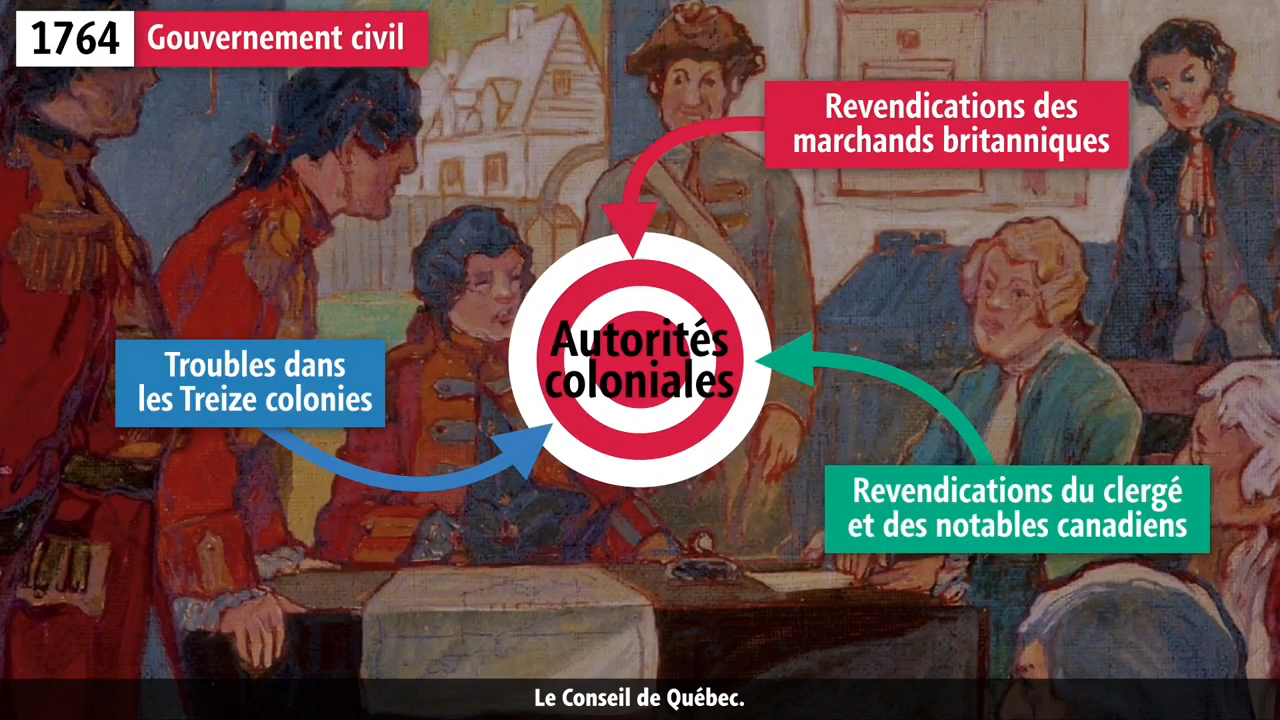 1764 Gouvernement civil
Revendications des
marchands britanniques
Autorités
coloniales
Troubles dans
les Treize colonies
Revendications du clergé
et des notables canadiens
Le Conseil de Québec.